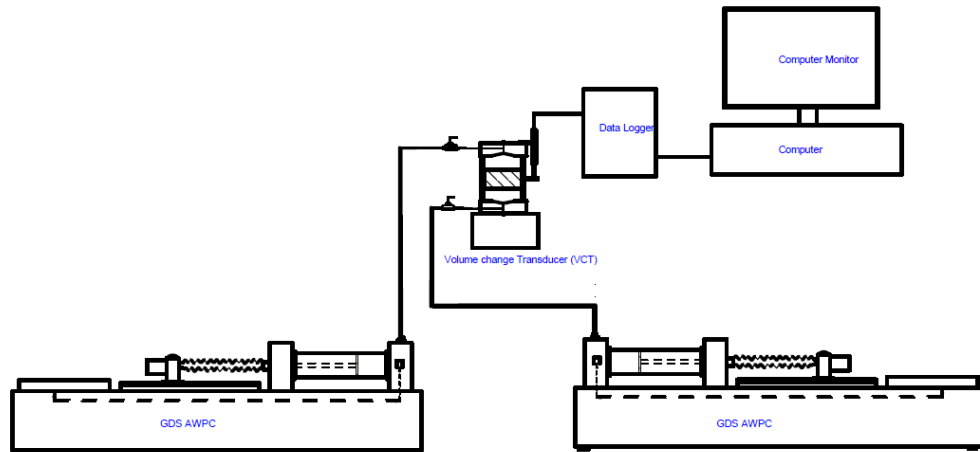 Computer Monitor
Data Logger
Computer
Volume change Transducer (VCT)
GDS AWPC
GDS AWPC